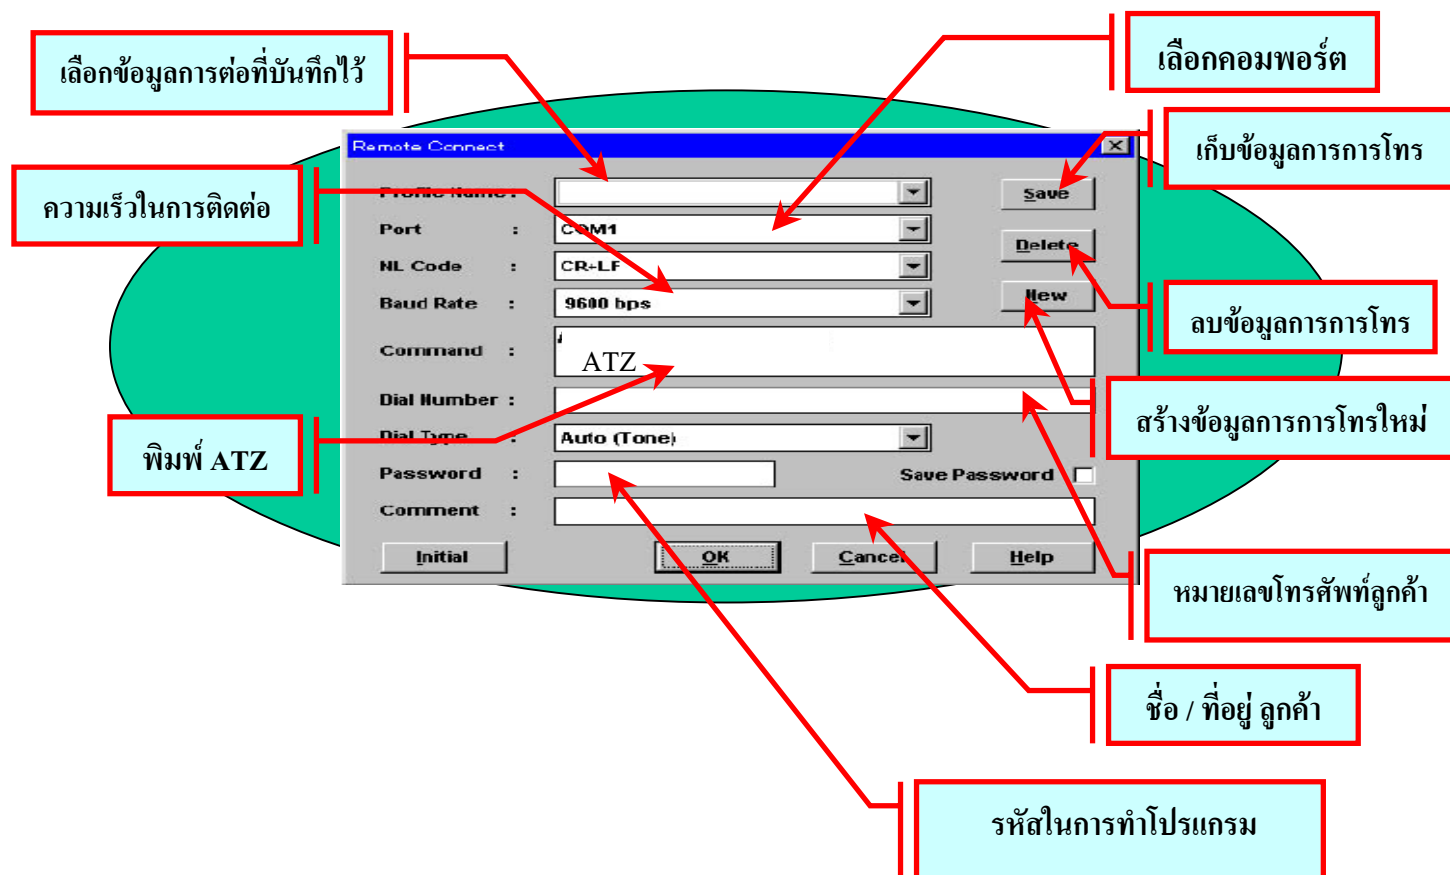 เลือกข้อมูลการต่อที่บันทึกไว้
เลือกคอมพอร์ต
Remote Connect
เก็บข้อมูลการการโทร
ความเร็วในการติดต่อ
Profile Name :
Save
Port : COM1
Delete
NL Code : CR+LF
Baud Rate : 9600 bps
New
ลบข้อมูลการการโทร
Command : ATZ
Dial Number :
สร้างข้อมูลการการโทรใหม่
Dial Type : Auto (Tone)
พิมพ์ ATZ
Password :
Save Password
Comment :
Initial
OK
Cancel
Help
หมายเลขโทรศัพท์ลูกค้า
ชื่อ / ที่อยู่ ลูกค้า
รหัสในการทำโปรแกรม